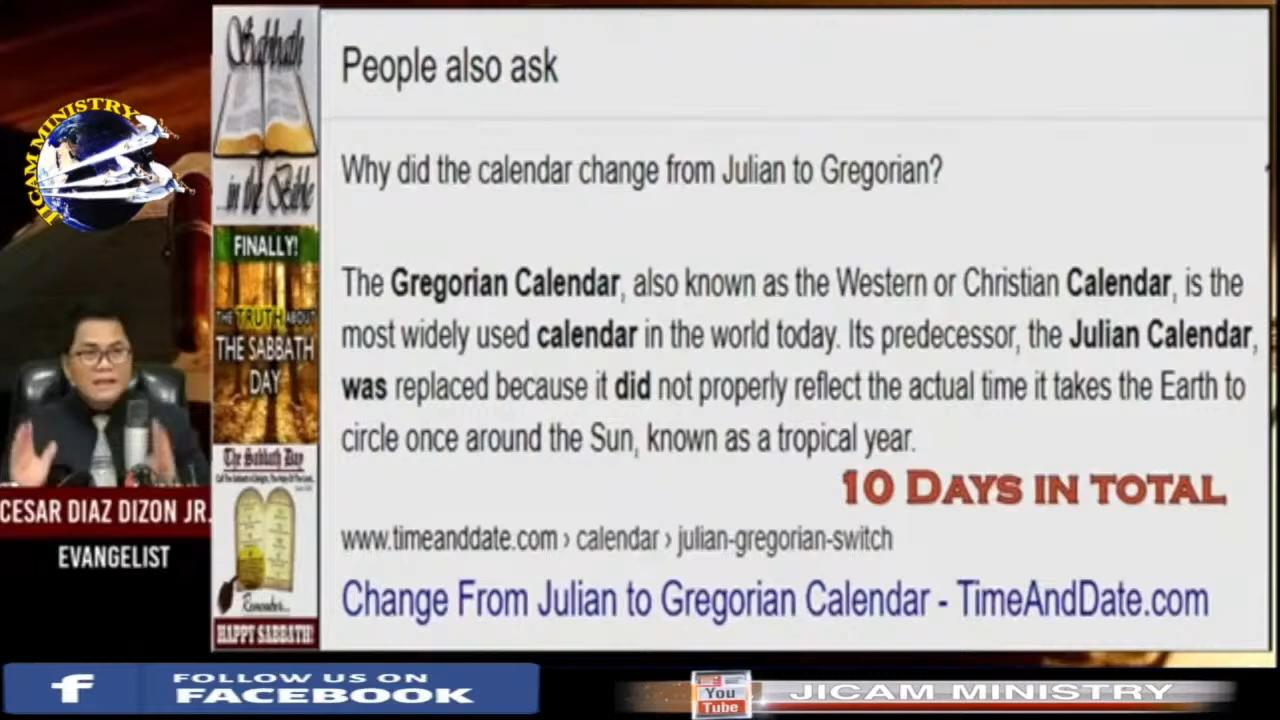 JICAM MINISTRY
Sabbath
...in the Bible
FINALLY!
THE TRUTH ABOUT
THE SABBATH
DAY
The Sabbath Day
Remember...
HAPPY SABBATH!
People also ask
Why did the calendar change from Julian to Gregorian?
The Gregorian Calendar, also known as the Western or Christian Calendar, is the
most widely used calendar in the world today. Its predecessor, the Julian Calendar,
was replaced because it did not properly reflect the actual time it takes the Earth to
circle once around the Sun, known as a tropical year.
10 DAYS IN TOTAL
www.timeanddate.com › calendar › julian-gregorian-switch
Change From Julian to Gregorian Calendar - TimeAndDate.com
CESAR DIAZ DIZON JR.
EVANGELIST
f FOLLOW US ON
FACEBOOK
You
Tube
JICAM MINISTRY